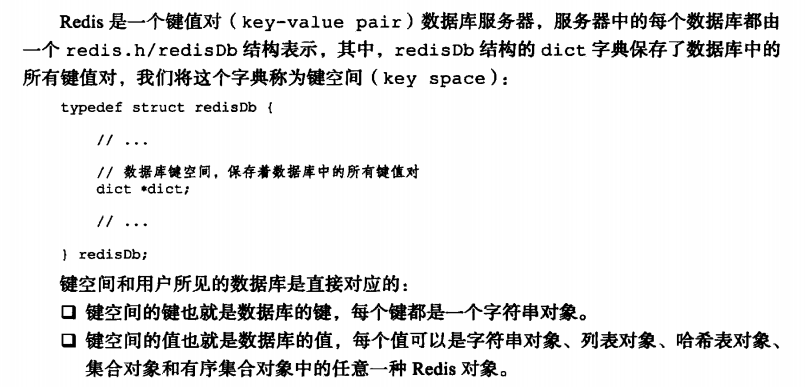 Redis 是一个键值对（key-value pair）数据库服务器，服务器中的每个数据库都由
一个 redis.h/redisDb 结构表示，其中，redisDb 结构的 dict 字典保存了数据库中的
所有键值对，我们将这个字典称为键空间（key space）：
typedef struct redisDb {
// ...
// 数据库键空间，保存着数据库中的所有键值对
dict *dict;
// ...
} redisDb;
键空间和用户所见的数据库是直接对应的：
❑ 键空间的键也就是数据库的键，每个键都是一个字符串对象。
❑ 键空间的值也就是数据库的值，每个值可以是字符串对象、列表对象、哈希表对象、
集合对象和有序集合对象中的任意一种 Redis 对象。